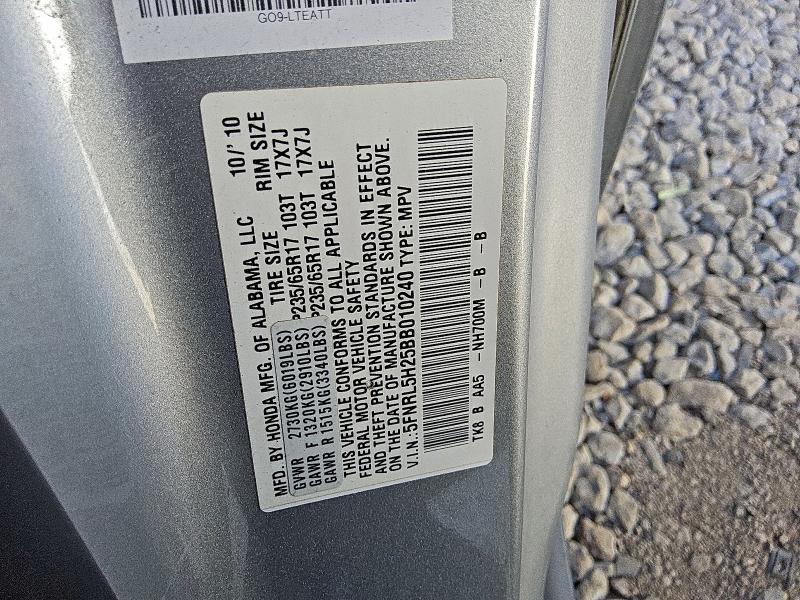 GO9-LTEATT
MFD. BY HONDA MFG. OF ALABAMA, LLC 10/' 10
TIRE SIZE RIM SIZE
GVWR 2730KG(6019LBS)
GAWR F 1320KG(2910LBS) P235/65R17 103T 17X7J
GAWR R 1515KG(3340LBS) P235/65R17 103T 17X7J
THIS VEHICLE CONFORMS TO ALL APPLICABLE
FEDERAL MOTOR VEHICLE SAFETY
AND THEFT PREVENTION STANDARDS IN EFFECT
ON THE DATE OF MANUFACTURE SHOWN ABOVE.
V.I.N.: 5FNRL5H25BB010240 TYPE: MPV
TK8 B AA5 - NH700M - B - B